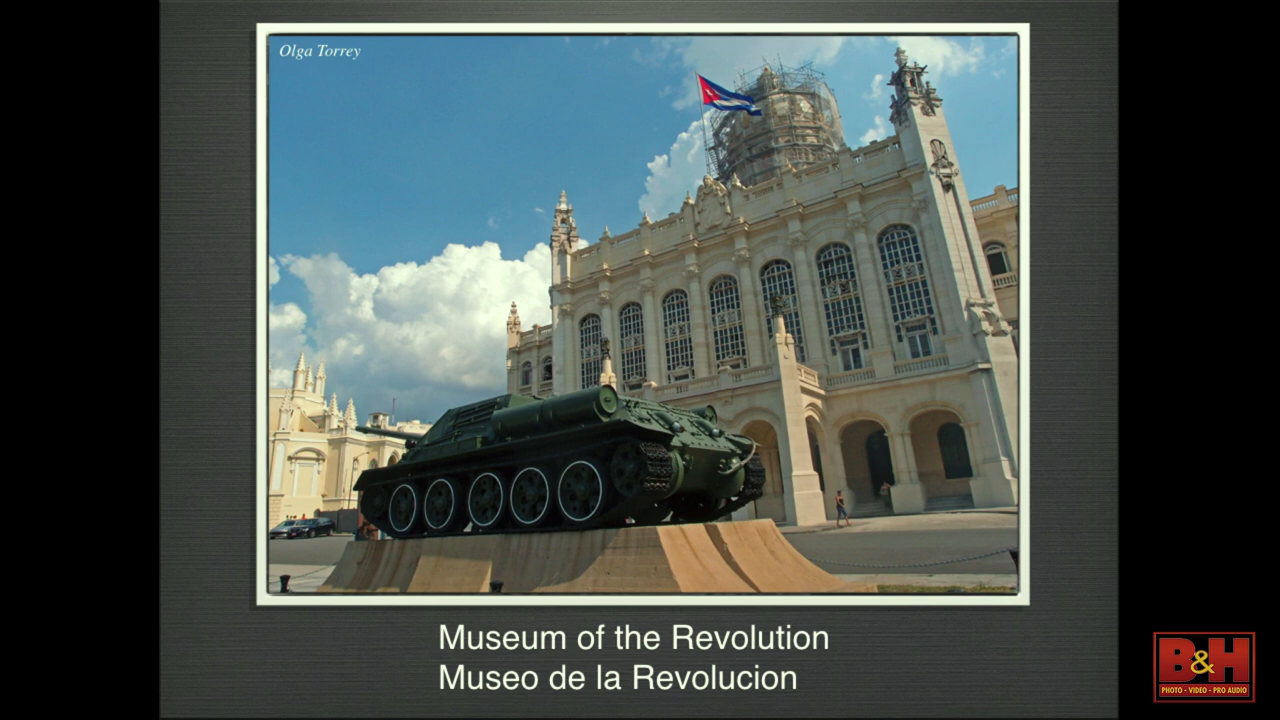 Olga Torrey
Museum of the Revolution
Museo de la Revolucion
B&H
PHOTO - VIDEO - PRO AUDIO